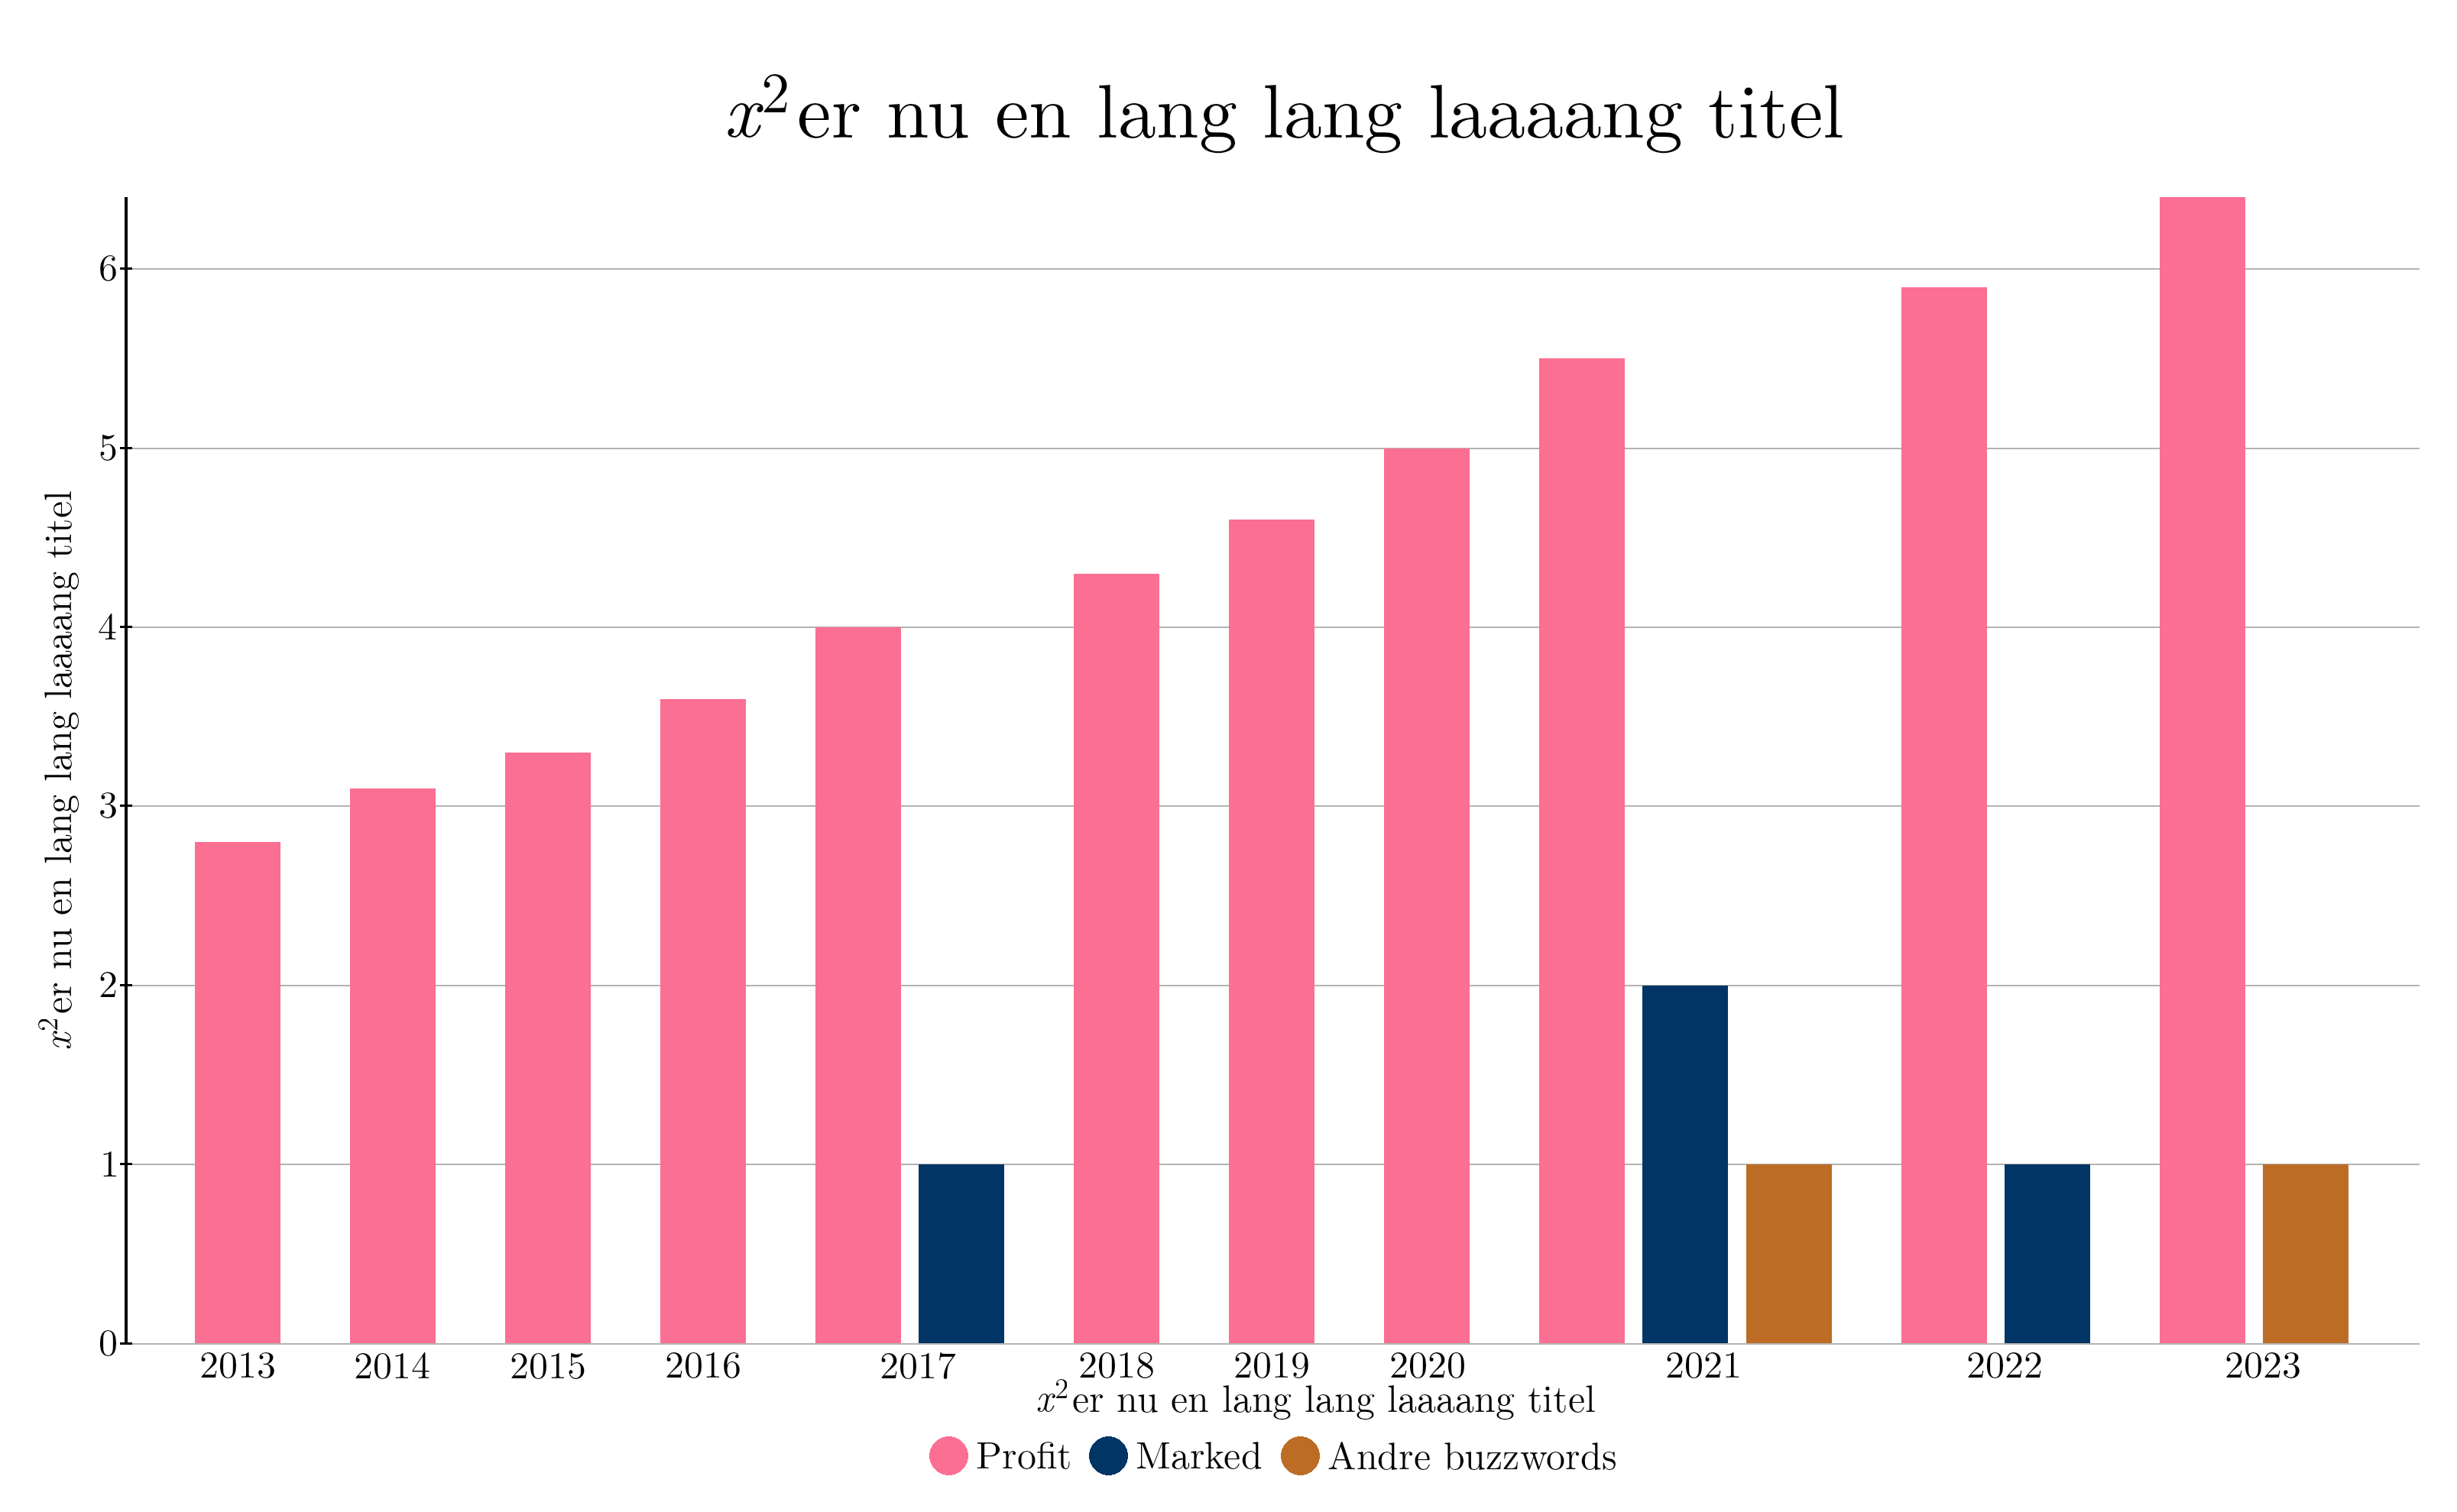 x²er nu en lang lang laaaang titel
x²er nu en lang lang laaaang titel
6
5
4
3
2
1
0
2013 2014 2015 2016 2017 2018 2019 2020 2021 2022 2023
x²er nu en lang lang laaaang titel
Profit Marked Andre buzzwords